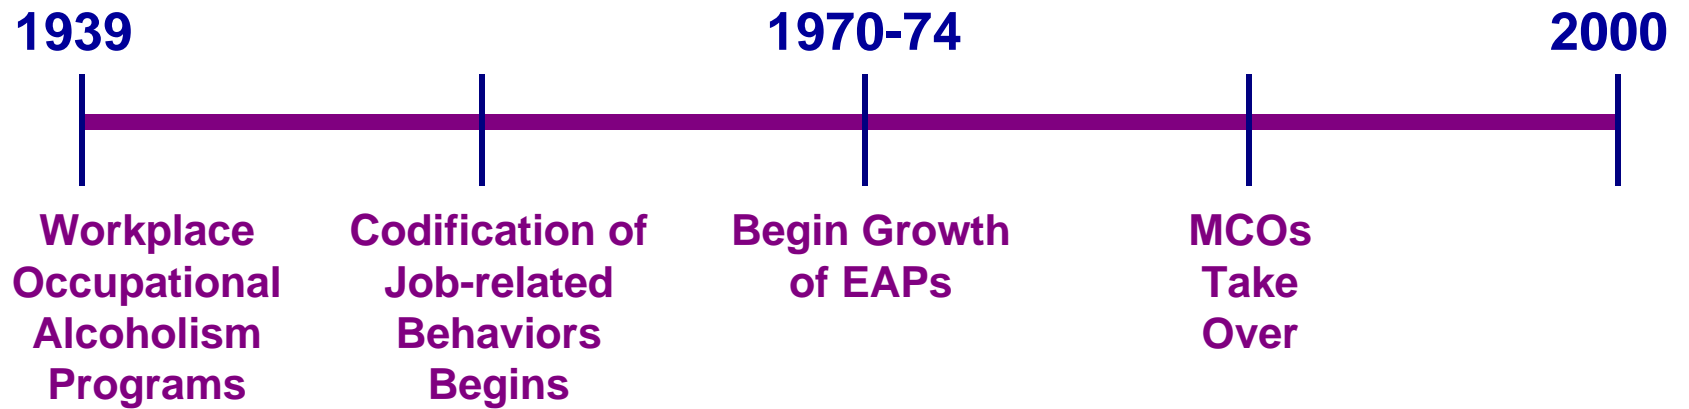 1939
1970-74
2000
Workplace
Occupational
Alcoholism
Programs
Codification of
Job-related
Behaviors
Begins
Begin Growth
of EAPs
MCOs
Take
Over